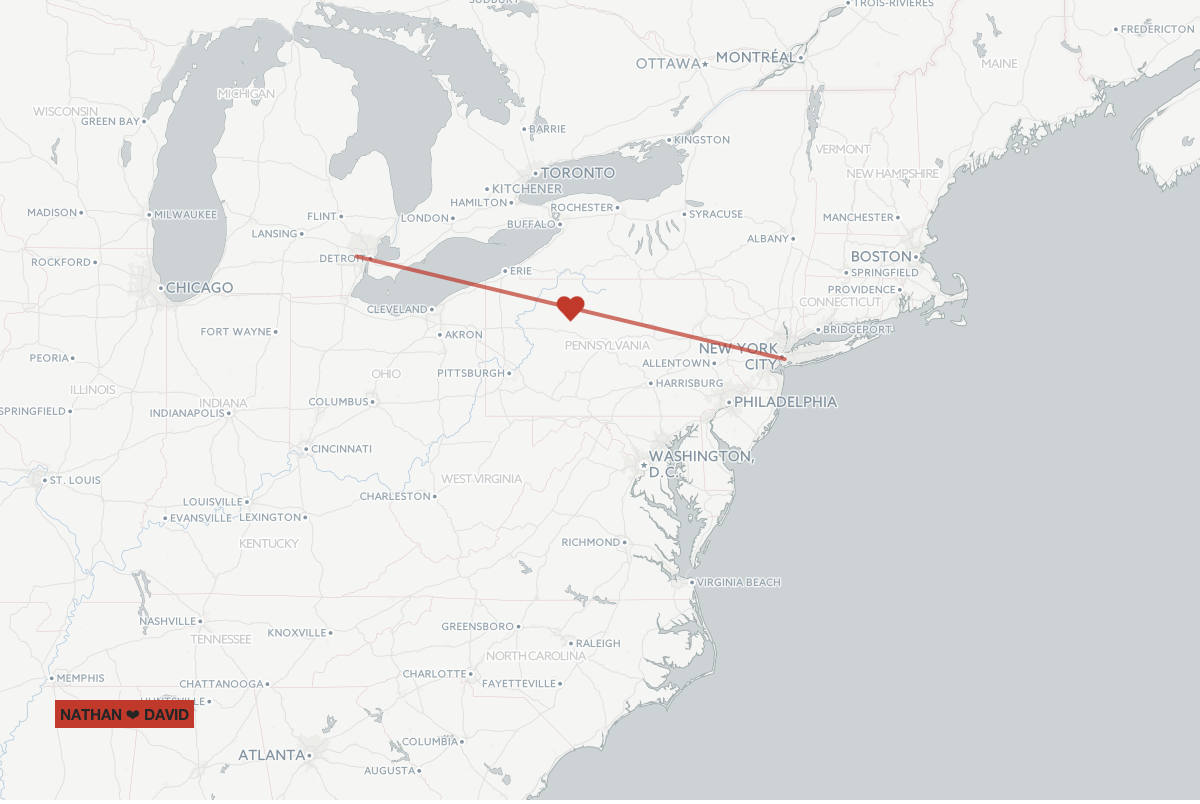 SUDBURY
TROIS-RIVIÈRES
FREDERICTON
OTTAWA
MONTRÉAL
MAINE
MICHIGAN
WISCONSIN
GREEN BAY
BARRIE
KINGSTON
VERMONT
NEW HAMPSHIRE
TORONTO
KITCHENER
HAMILTON
ROCHESTER
MADISON
MILWAUKEE
FLINT
LONDON
BUFFALO
SYRACUSE
MANCHESTER
LANSING
ALBANY
BOSTON
ROCKFORD
DETROIT
ERIE
SPRINGFIELD
CHICAGO
PROVIDENCE
CONNECTICUT
CLEVELAND
FORT WAYNE
AKRON
BRIDGEPORT
PENNSYLVANIA
NEW YORK
CITY
PEORIA
OHIO
PITTSBURGH
ALLENTOWN
HARRISBURG
ILLINOIS
INDIANA
COLUMBUS
PHILADELPHIA
SPRINGFIELD
INDIANAPOLIS
CINCINNATI
WASHINGTON,
D.C.
ST. LOUIS
WEST VIRGINIA
CHARLESTON
LOUISVILLE
EVANSVILLE
LEXINGTON
KENTUCKY
RICHMOND
VIRGINIA BEACH
NASHVILLE
TENNESSEE
KNOXVILLE
GREENSBORO
RALEIGH
NORTH CAROLINA
MEMPHIS
CHATTANOOGA
CHARLOTTE
FAYETTEVILLE
HUNTSVILLE
NATHAN ❤ DAVID
ATLANTA
COLUMBIA
AUGUSTA